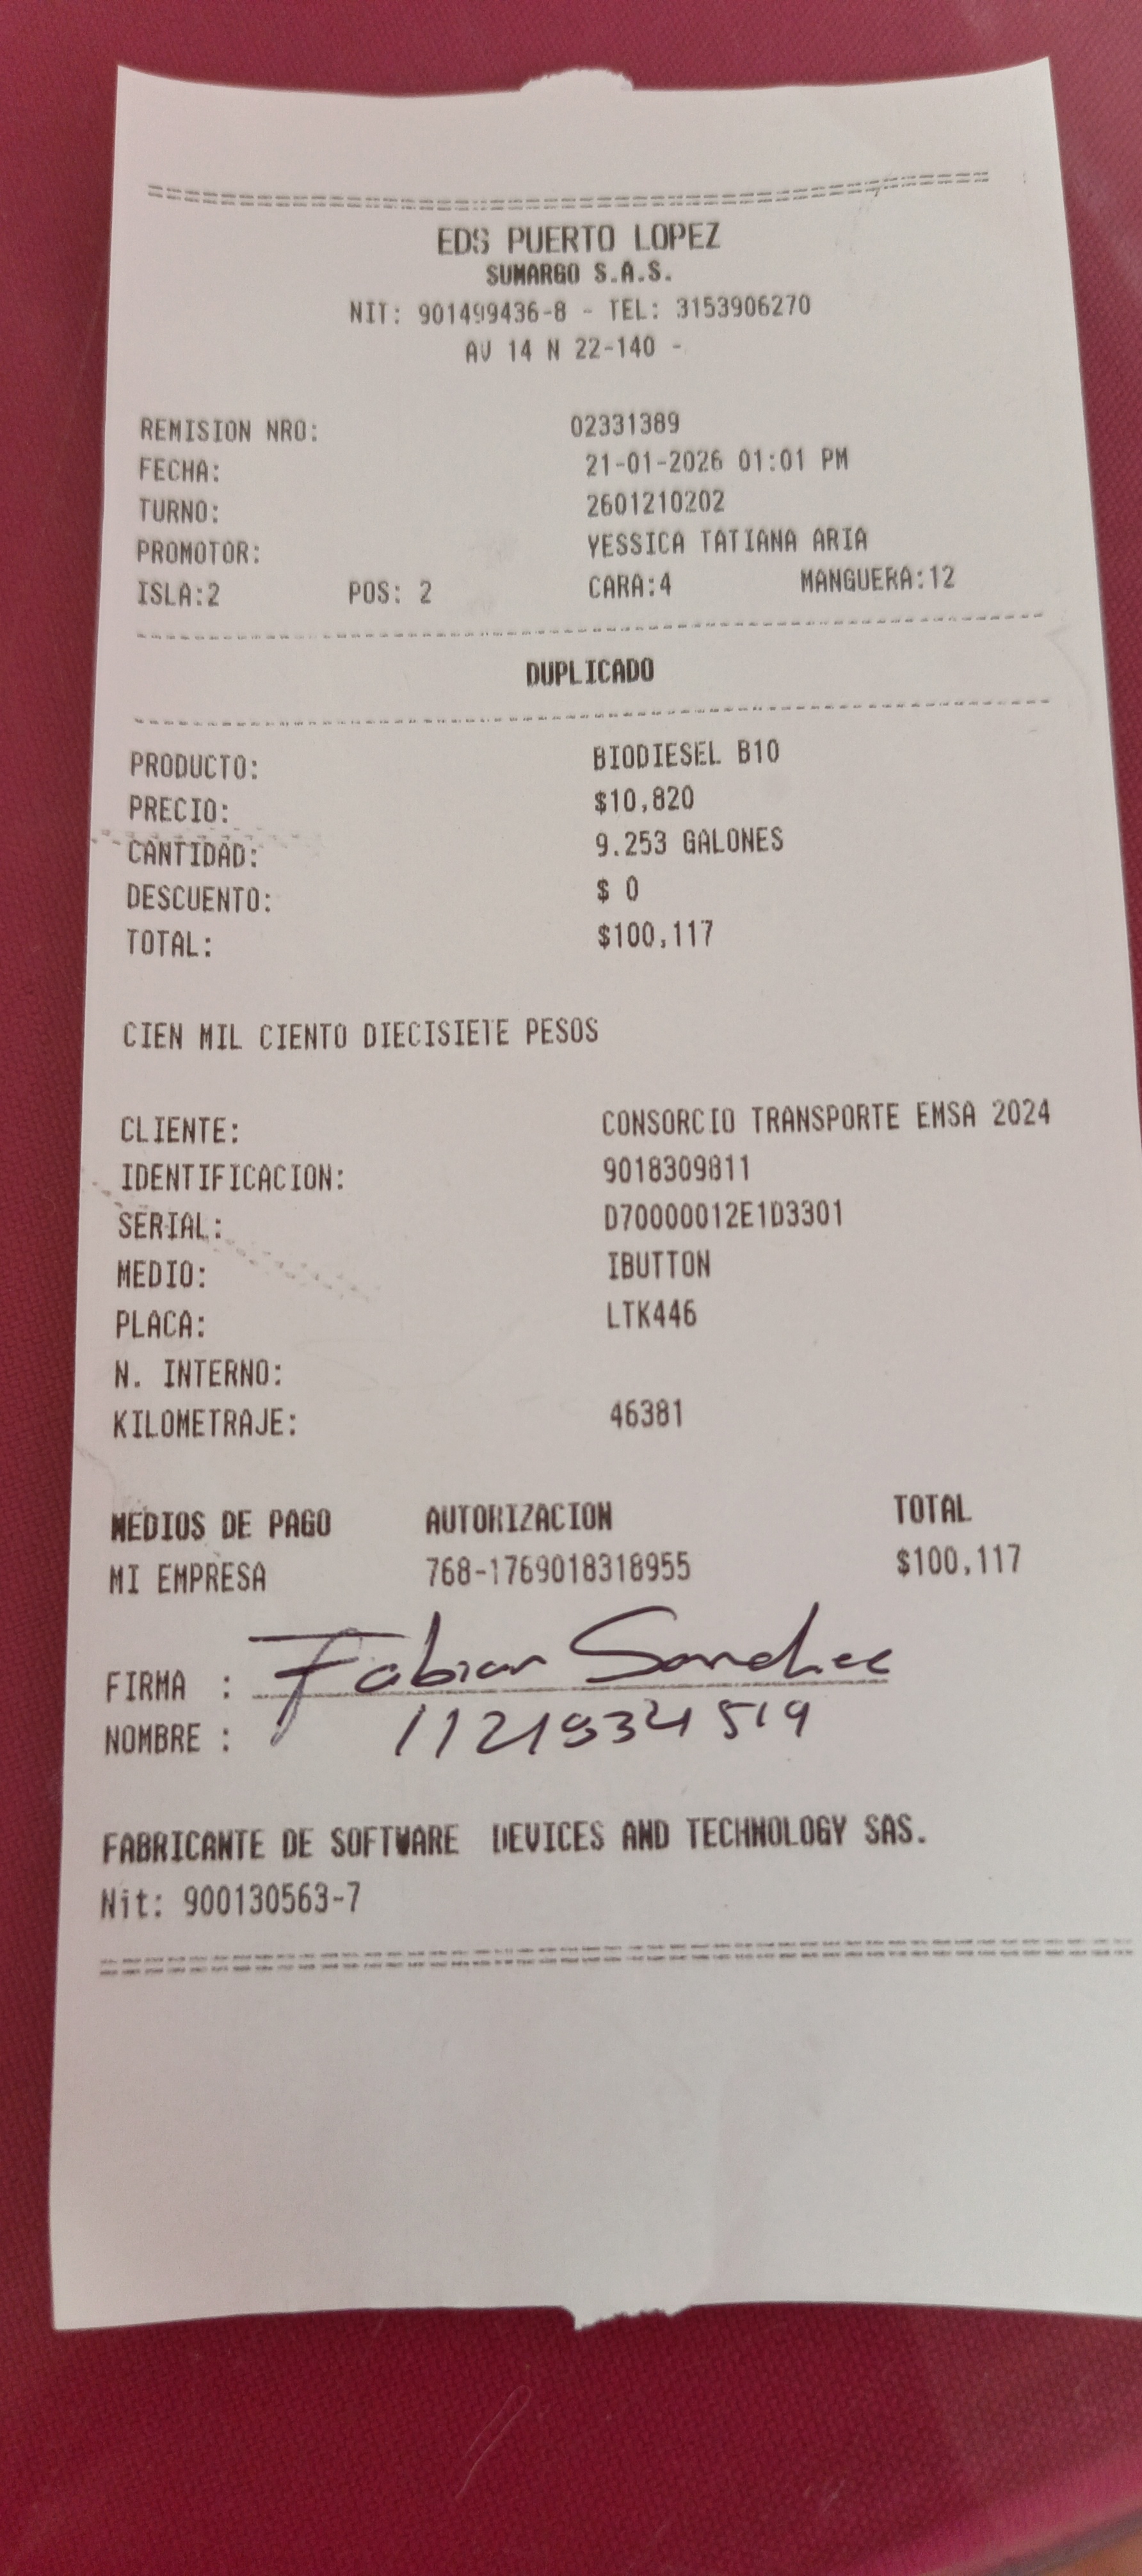 EDS PUERTO LOPEZ
SUMARGO S.A.S.
NIT: 901499436-8 - TEL: 3153906270
AV 14 N 22-140 -
REMISION NRO: 02331389
FECHA: 21-01-2026 01:01 PM
TURNO: 2601210202
PROMOTOR: YESSICA TATIANA ARIA
ISLA:2 POS: 2 CARA:4 MANGUERA:12
DUPLICADO
PRODUCTO: BIODIESEL B10
PRECIO: $10,820
CANTIDAD: 9.253 GALONES
DESCUENTO: $ 0
TOTAL: $100,117
CIEN MIL CIENTO DIECISIETE PESOS
CLIENTE: CONSORCIO TRANSPORTE EMSA 2024
IDENTIFICACION: 9018309811
SERIAL: D70000012E1D3301
MEDIO: IBUTTON
PLACA: LTK446
N. INTERNO:
KILOMETRAJE: 46381
MEDIOS DE PAGO AUTORIZACION TOTAL
MI EMPRESA 768-1769018318955 $100,117
FIRMA : Fabian Sanchez
NOMBRE :
FABRICANTE DE SOFTWARE DEVICES AND TECHNOLOGY SAS.
Nit: 900130563-7